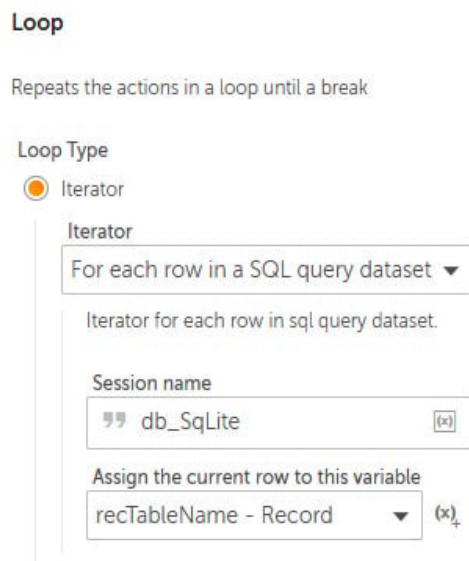 Loop
Repeats the actions in a loop until a break
Loop Type
Iterator
Iterator
For each row in a SQL query dataset
Iterator for each row in sql query dataset.
Session name
db_SqLite
(x)
Assign the current row to this variable
recTableName - Record
(x)+